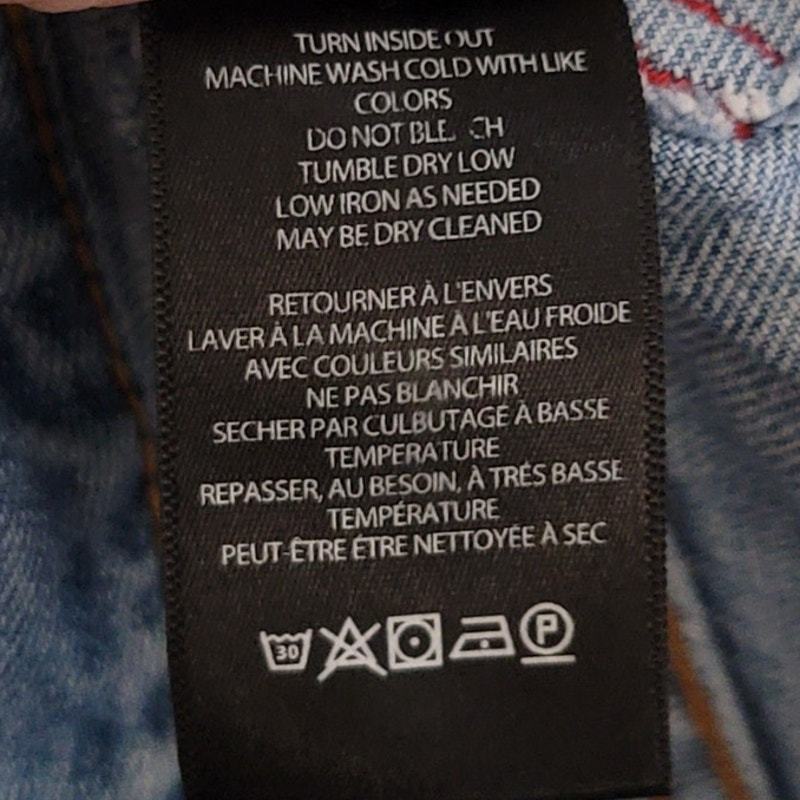 TURN INSIDE OUT
MACHINE WASH COLD WITH LIKE
COLORS
DO NOT BLEACH
TUMBLE DRY LOW
LOW IRON AS NEEDED
MAY BE DRY CLEANED
RETOURNER À L'ENVERS
LAVER À LA MACHINE À L'EAU FROIDE
AVEC COULEURS SIMILAIRES
NE PAS BLANCHIR
SECHER PAR CULBUTAGE À BASSE
TEMPERATURE
REPASSER, AU BESOIN, À TRÉS BASSE
TEMPÉRATURE
PEUT-ÊTRE ÉTRE NETTOYÉE À SEC
30 P